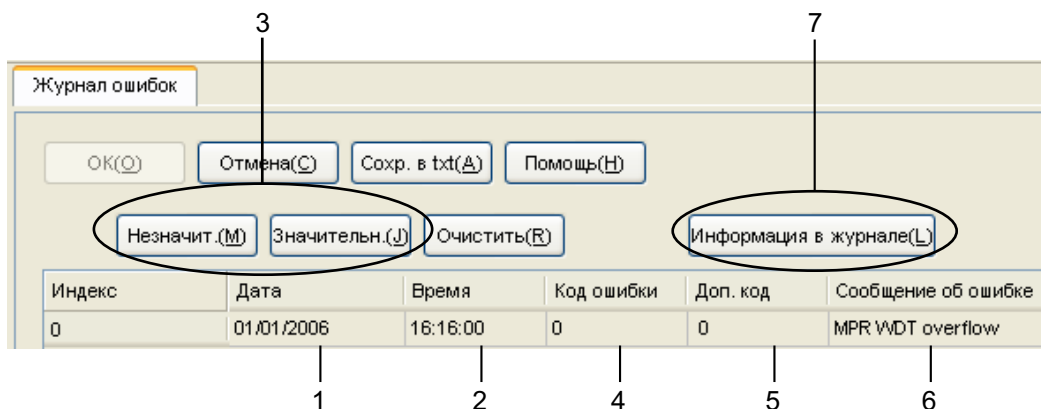 3 7
Журнал ошибок
ОК(O) Отмена(C) Сохр. в txt(A) Помощь(H)
Незначит.(M) Значительн.(J) Очистить(R) Информация в журнале(L)
Индекс Дата Время Код ошибки Доп. код Сообщение об ошибке
0 01/01/2006 16:16:00 0 0 MPR WDT overflow
1 2 4 5 6